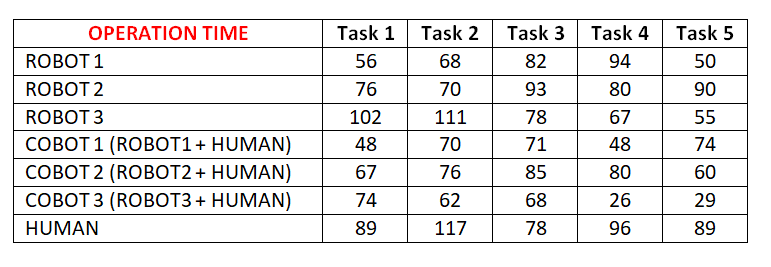 OPERATION TIME Task 1 Task 2 Task 3 Task 4 Task 5
ROBOT 1 56 68 82 94 50
ROBOT 2 76 70 93 80 90
ROBOT 3 102 111 78 67 55
COBOT 1 (ROBOT1 + HUMAN) 48 70 71 48 74
COBOT 2 (ROBOT2 + HUMAN) 67 76 85 80 60
COBOT 3 (ROBOT3 + HUMAN) 74 62 68 26 29
HUMAN 89 117 78 96 89